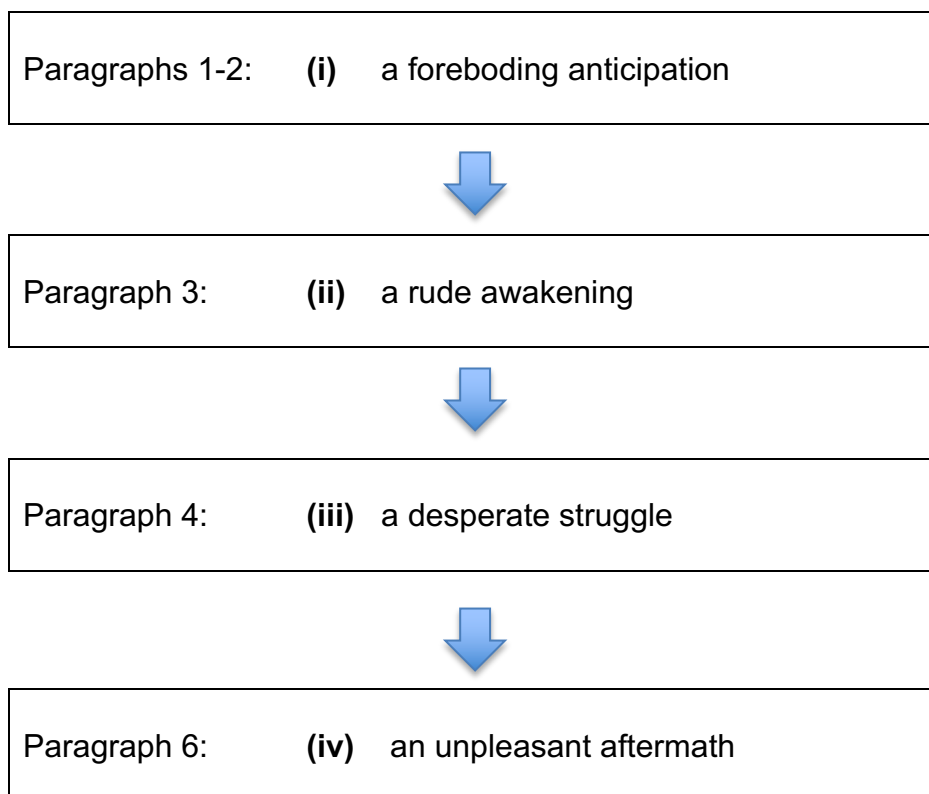 Paragraphs 1-2: (i) a foreboding anticipation
Paragraph 3: (ii) a rude awakening
Paragraph 4: (iii) a desperate struggle
Paragraph 6: (iv) an unpleasant aftermath